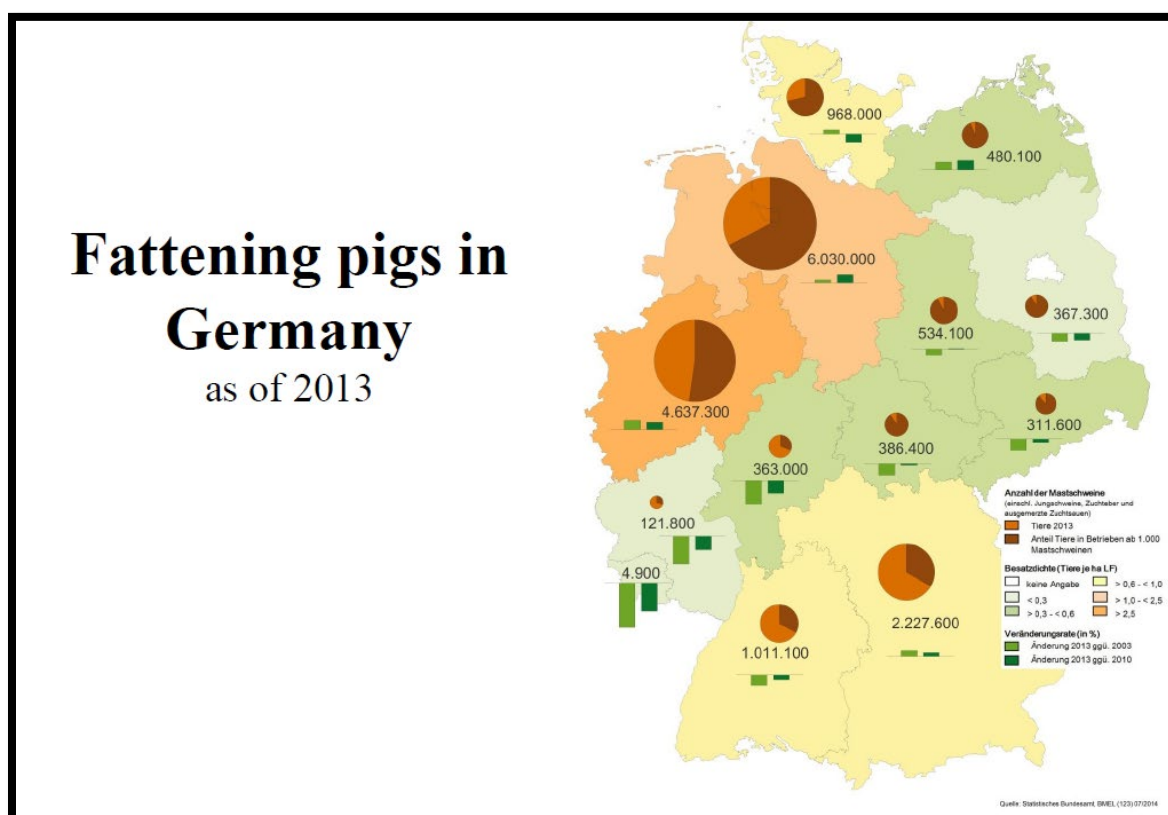 Fattening pigs in
Germany
as of 2013
968.000
480.100
6.030.000
534.100
367.300
4.637.300
311.600
386.400
363.000
121.800
4.900
2.227.600
1.011.100
Anzahl der Mastschweine
(einschl. Jungschweine, Zuchteber und
ausgemerzte Zuchtsauen)
Tiere 2013
Anteil Tiere in Betrieben ab 1.000
Mastschweinen
Besatzdichte (Tiere je ha LF)
keine Angabe
< 0,3
> 0,3 - < 0,6
> 0,6 - < 1,0
> 1,0 - < 2,5
> 2,5
Veränderungsrate (in %)
Änderung 2013 ggü. 2003
Änderung 2013 ggü. 2010
Quelle: Statistisches Bundesamt, BMEL (123) 07/2014